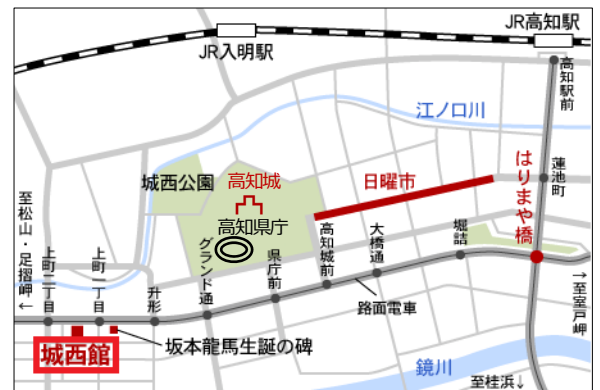 JR高知駅
JR入明駅
高知駅前
江ノ口川
はりまや橋
蓮池町
城西公園
高知城
日曜市
高知県庁
至松山・足摺岬←
上町二丁目
上町一丁目
升形
グランド通
県庁前
高知城前
大橋通
堀詰
→至室戸岬
路面電車
城西館
坂本龍馬生誕の碑
鏡川
至桂浜↓